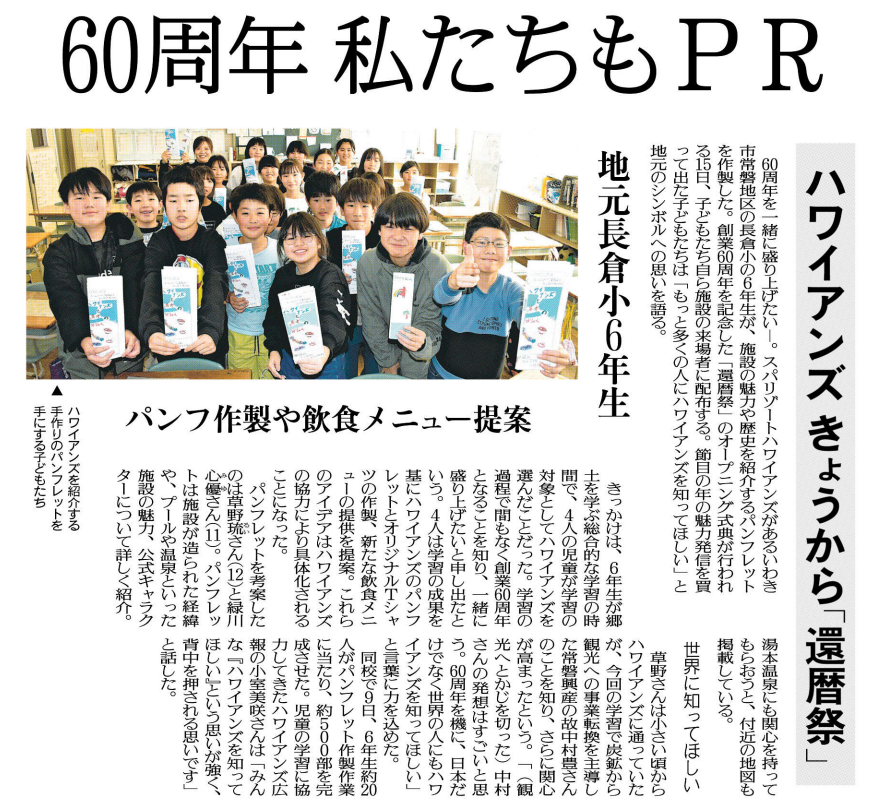 60周年 私たちもＰＲ
ハワイアンズ きょうから「還暦祭」
地元長倉小6年生
パンフ作製や飲食メニュー提案
60周年を一緒に盛り上げたい―。スパリゾートハワイアンズがあるいわき
市常磐地区の長倉小の6年生が、施設の魅力や歴史を紹介するパンフレット
を作製した。創業60周年を記念した「還暦祭」のオープニング式典が行われ
る15日、子どもたち自ら施設の来場者に配布する。節目の年の魅力発信を買
って出た子どもたちは「もっと多くの人にハワイアンズを知ってほしい」と
地元のシンボルへの思いを語る。
▲ハワイアンズを紹介する
手作りのパンフレットを
手にする子どもたち
きっかけは、6年生が郷
土を学ぶ総合的な学習の時
間で、4人の児童が学習の
対象としてハワイアンズを
選んだことだった。学習の
過程で間もなく創業60周年
となることを知り、一緒に
盛り上げたいと申し出たと
いう。4人は学習の成果を
基にハワイアンズのパンフ
レットとオリジナルTシャ
ツの作製、新たな飲食メニ
ューの提供を提案。これら
のアイデアはハワイアンズ
の協力により具体化される
ことになった。
パンフレットを考案した
のは草野琉さん(12)と緑川
心優さん(11)。パンフレッ
トは施設が造られた経緯
や、プールや温泉といった
施設の魅力、公式キャラク
ターについて詳しく紹介。
湯本温泉にも関心を持って
もらおうと、付近の地図も
掲載している。
世界に知ってほしい
草野さんは小さい頃から
ハワイアンズに通っていた
が、今回の学習で炭鉱から
観光への事業転換を主導し
た常磐興産の故中村豊さん
のことを知り、さらに関心
が高まったという。「（観
光へとかじを切った）中村
さんの発想はすごいと思
う。60周年を機に、日本だ
けでなく世界の人にもハワ
イアンズを知ってほしい」
と言葉に力を込めた。
同校で9日、6年生約20
人がパンフレット作製作業
に当たり、約500部を完
成させた。児童の学習に協
力してきたハワイアンズ広
報の小室美咲さんは「みん
な『ハワイアンズを知って
ほしい』という思いが強く、
背中を押される思いです」
と話した。